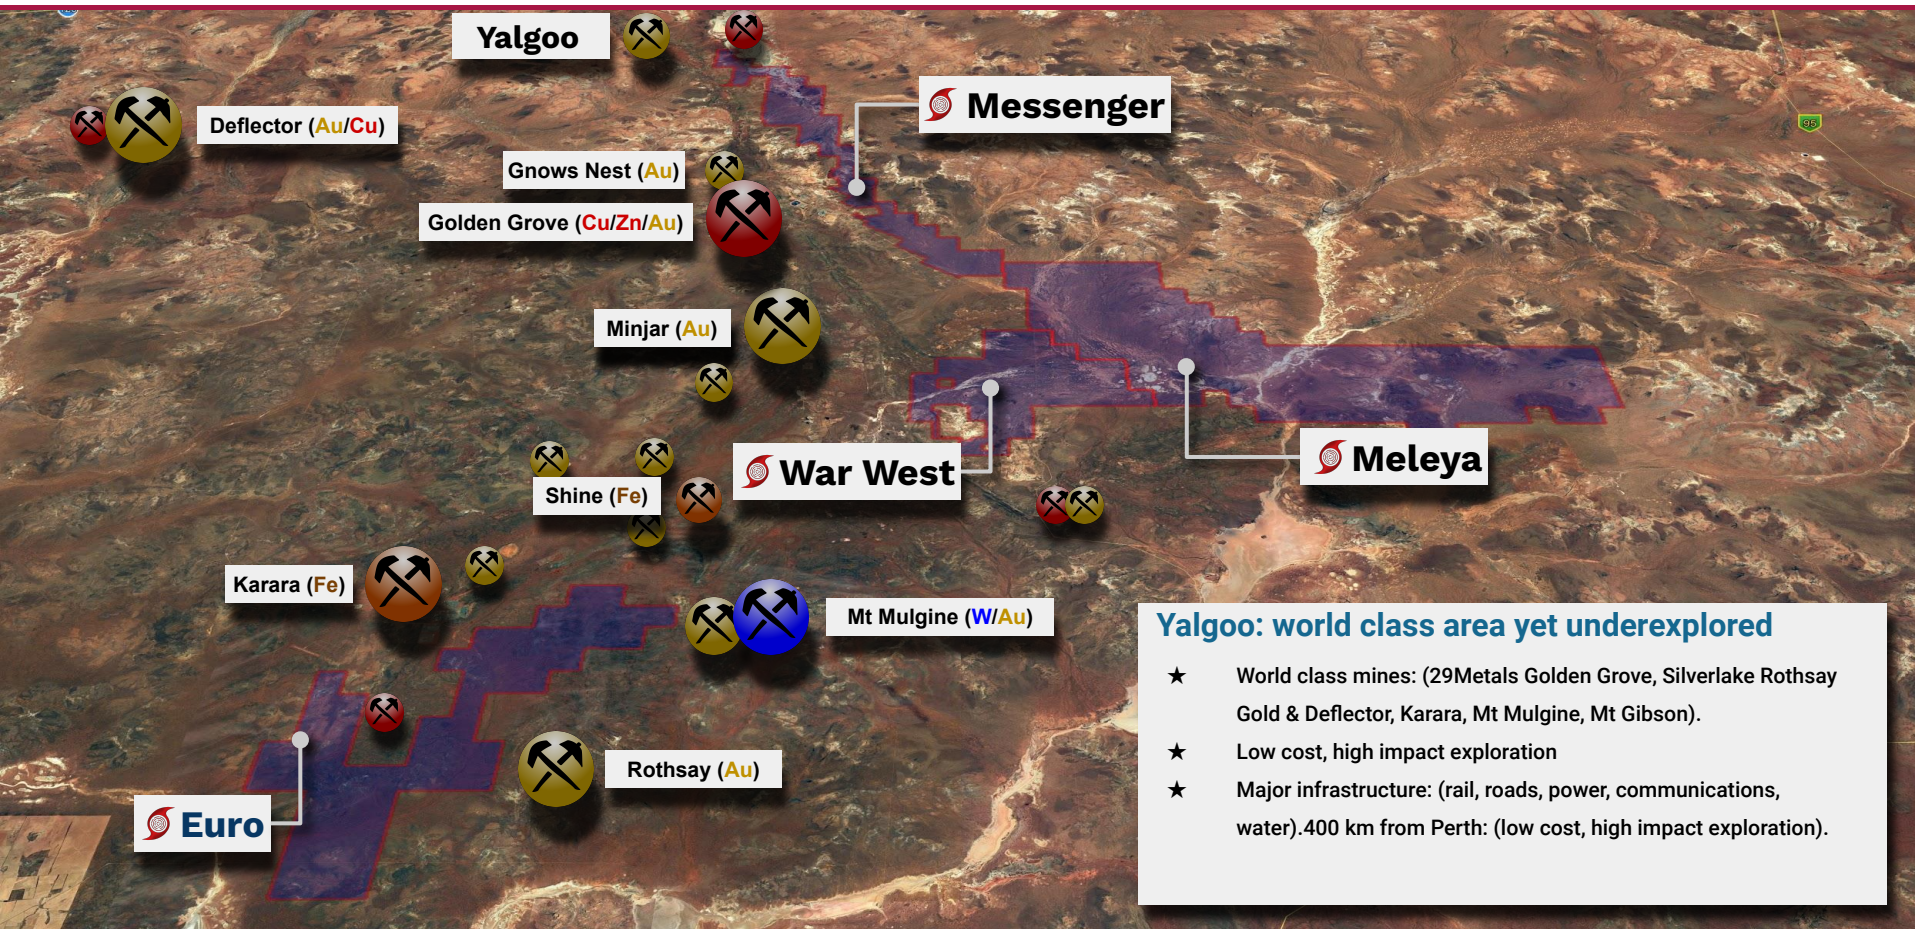 Yalgoo
Messenger
95
Deflector (Au/Cu)
Gnows Nest (Au)
Golden Grove (Cu/Zn/Au)
Minjar (Au)
War West
Meleya
Shine (Fe)
Karara (Fe)
Mt Mulgine (W/Au)
Rothsay (Au)
Euro
Yalgoo: world class area yet underexplored
★ World class mines: (29Metals Golden Grove, Silverlake Rothsay
Gold & Deflector, Karara, Mt Mulgine, Mt Gibson).
★ Low cost, high impact exploration
★ Major infrastructure: (rail, roads, power, communications,
water).400 km from Perth: (low cost, high impact exploration).